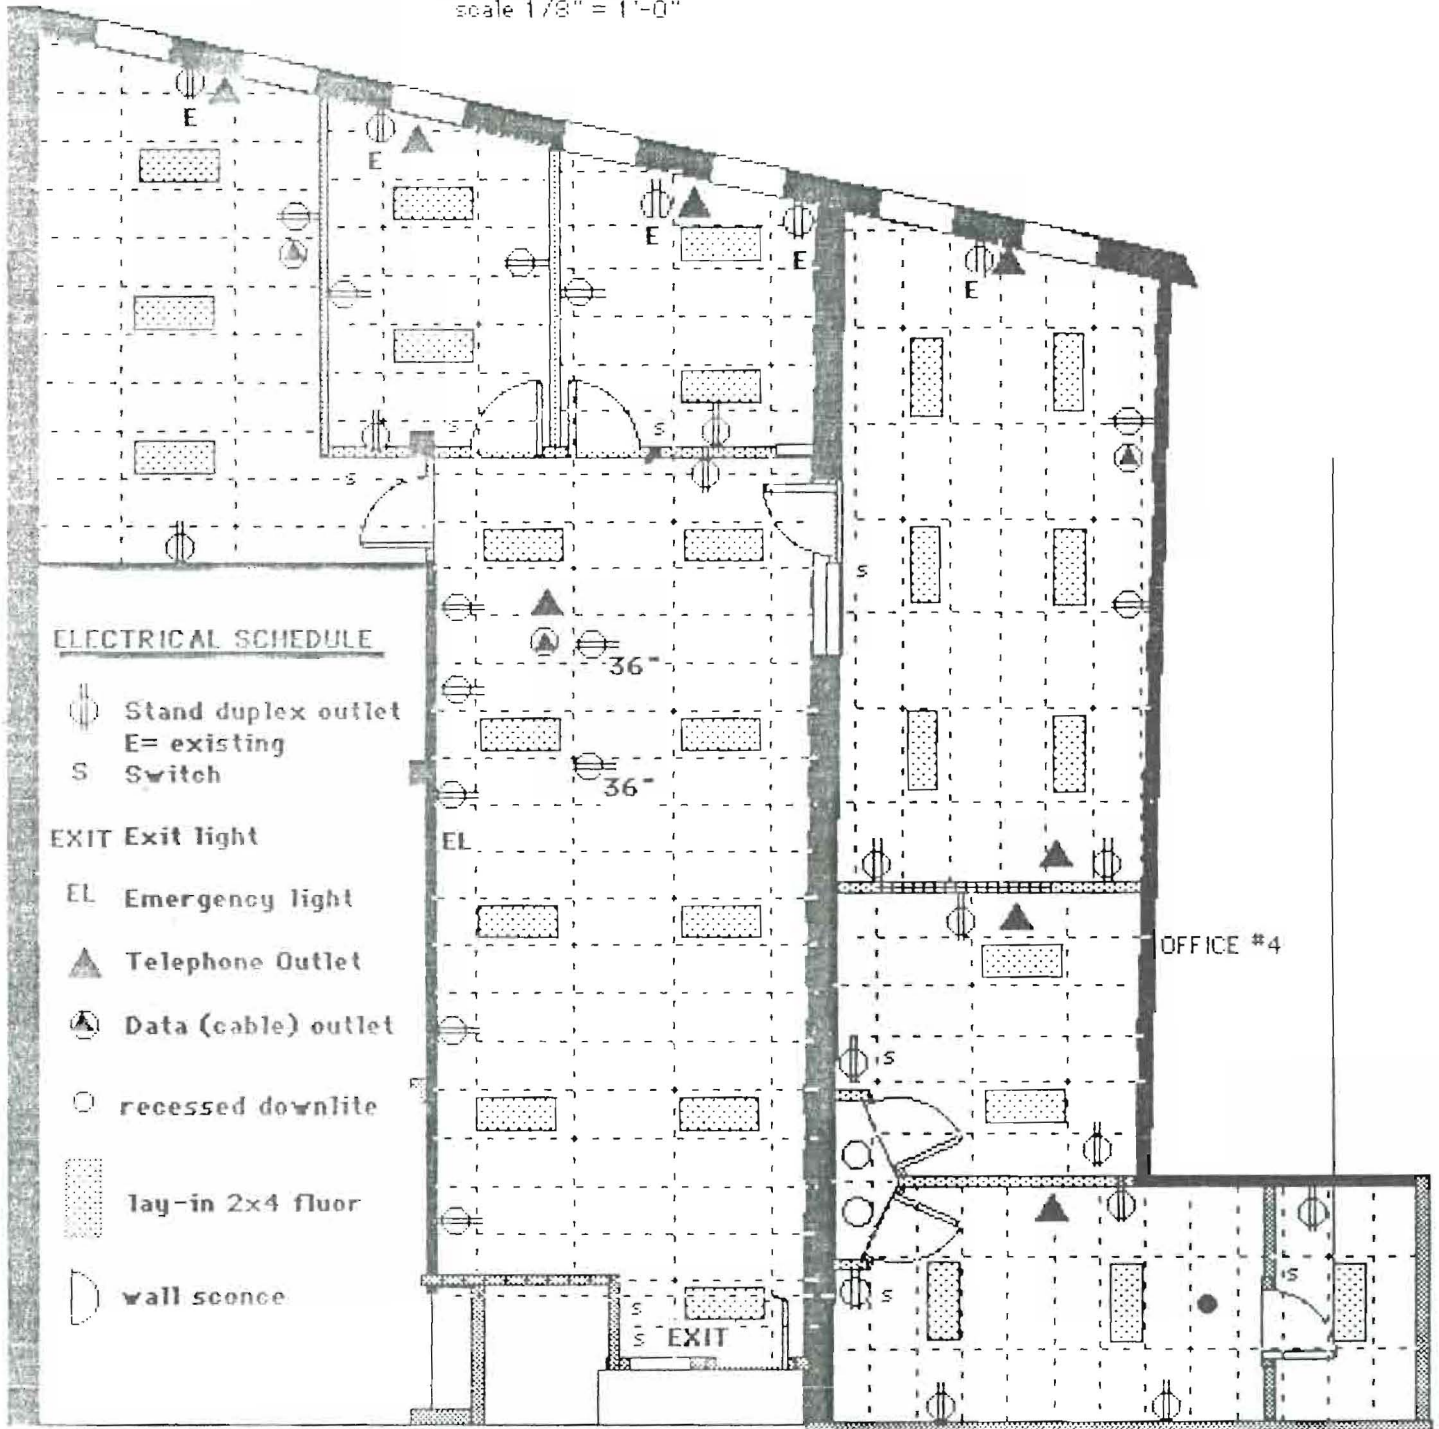 scale 1/8" = 1'-0"
E
E
E
E
E
S
S
S
S
36"
36"
EL
ELECTRICAL SCHEDULE
Stand duplex outlet
E= existing
S Switch
EXIT Exit light
EL Emergency light
Telephone Outlet
Data (cable) outlet
recessed downlite
lay-in 2x4 fluor
wall sconce
OFFICE #4
S
S
S
S
S
EXIT